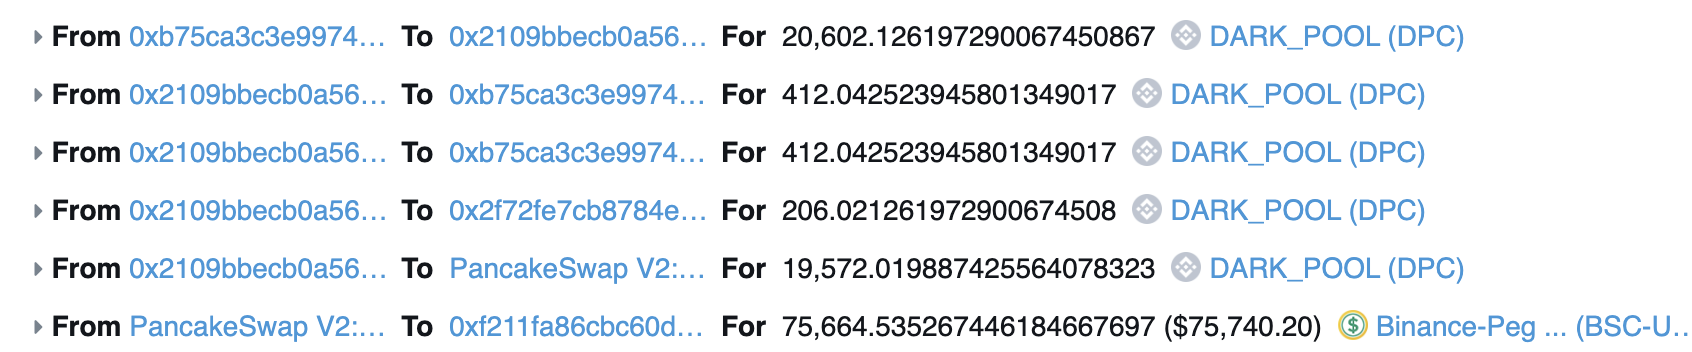 From 0xb75ca3c3e9974... To 0x2109bbecb0a56... For 20,602.126197290067450867 DARK_POOL (DPC)
From 0x2109bbecb0a56... To 0xb75ca3c3e9974... For 412.042523945801349017 DARK_POOL (DPC)
From 0x2109bbecb0a56... To 0xb75ca3c3e9974... For 412.042523945801349017 DARK_POOL (DPC)
From 0x2109bbecb0a56... To 0x2f72fe7cb8784e... For 206.021261972900674508 DARK_POOL (DPC)
From 0x2109bbecb0a56... To PancakeSwap V2:... For 19,572.019887425564078323 DARK_POOL (DPC)
From PancakeSwap V2:... To 0xf211fa86cbc60d... For 75,664.535267446184667697 ($75,740.20) Binance-Peg ... (BSC-U...